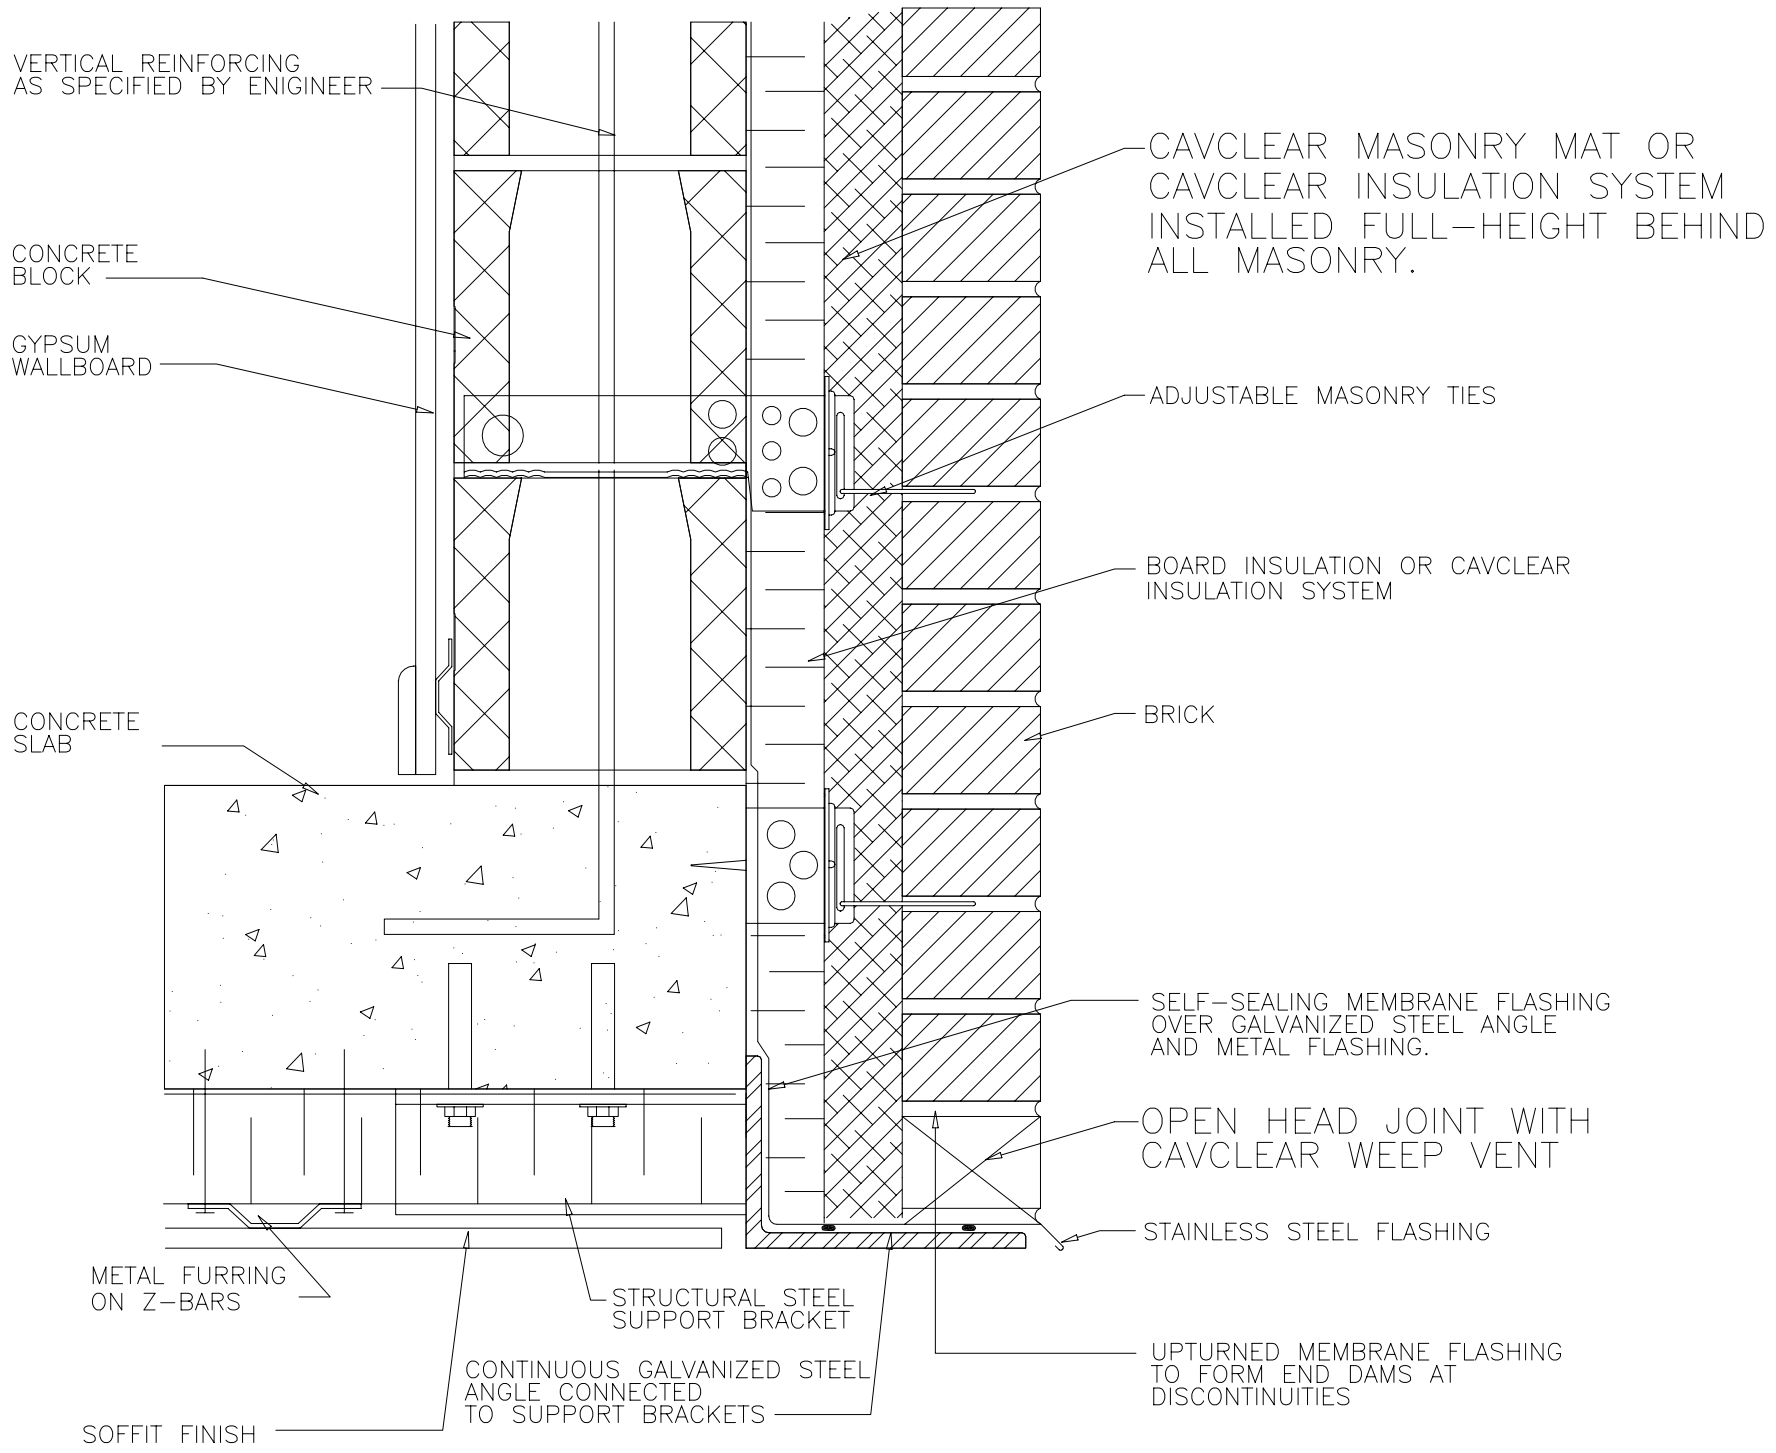 VERTICAL REINFORCING
AS SPECIFIED BY ENIGINEER
CONCRETE
BLOCK
GYPSUM
WALLBOARD
CONCRETE
SLAB
METAL FURRING
ON Z-BARS
SOFFIT FINISH
STRUCTURAL STEEL
SUPPORT BRACKET
CONTINUOUS GALVANIZED STEEL
ANGLE CONNECTED
TO SUPPORT BRACKETS
CAVCLEAR MASONRY MAT OR
CAVCLEAR INSULATION SYSTEM
INSTALLED FULL-HEIGHT BEHIND
ALL MASONRY.
ADJUSTABLE MASONRY TIES
BOARD INSULATION OR CAVCLEAR
INSULATION SYSTEM
BRICK
SELF-SEALING MEMBRANE FLASHING
OVER GALVANIZED STEEL ANGLE
AND METAL FLASHING.
OPEN HEAD JOINT WITH
CAVCLEAR WEEP VENT
STAINLESS STEEL FLASHING
UPTURNED MEMBRANE FLASHING
TO FORM END DAMS AT
DISCONTINUITIES